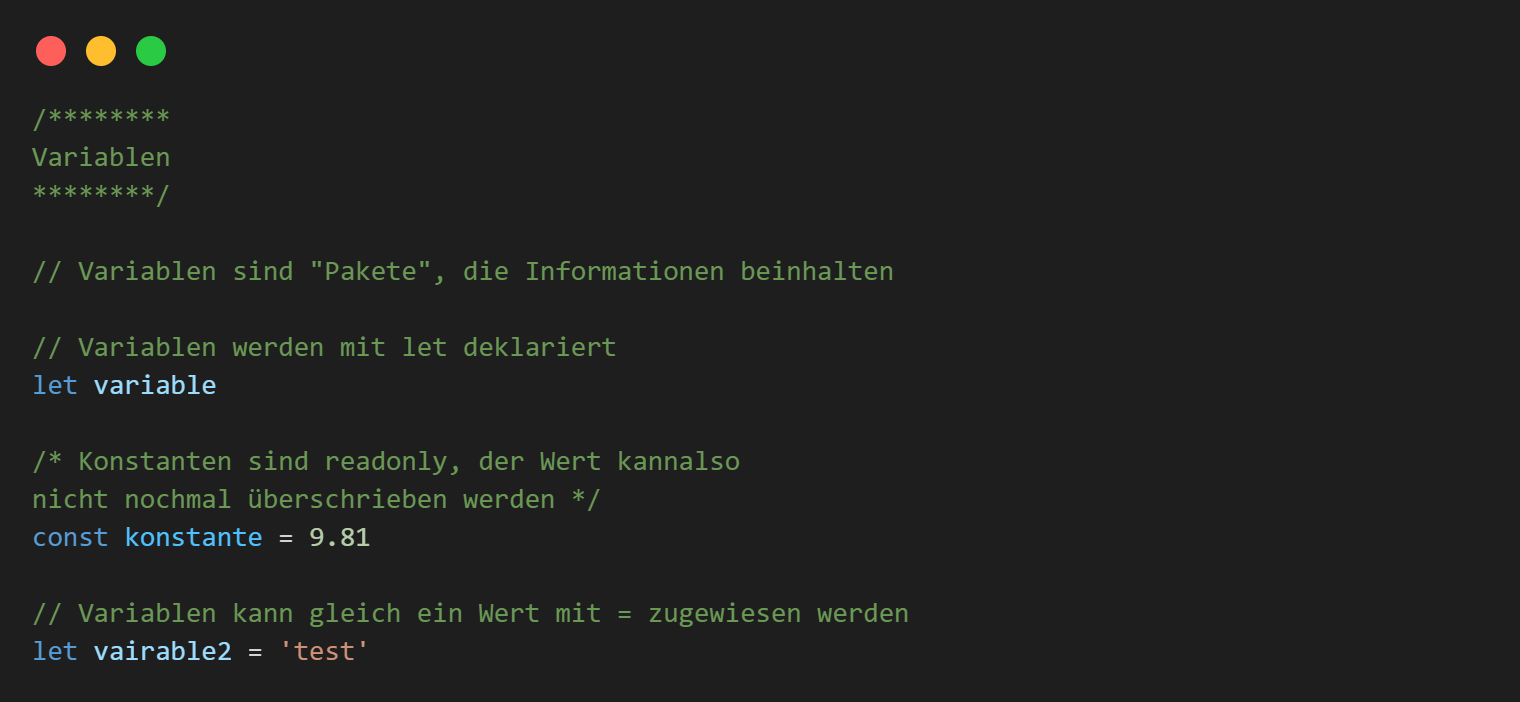 /********
Variablen
********/
// Variablen sind "Pakete", die Informationen beinhalten
// Variablen werden mit let deklariert
let variable
/* Konstanten sind readonly, der Wert kannalso
nicht nochmal überschrieben werden */
const konstante = 9.81
// Variablen kann gleich ein Wert mit = zugewiesen werden
let vairable2 = 'test'